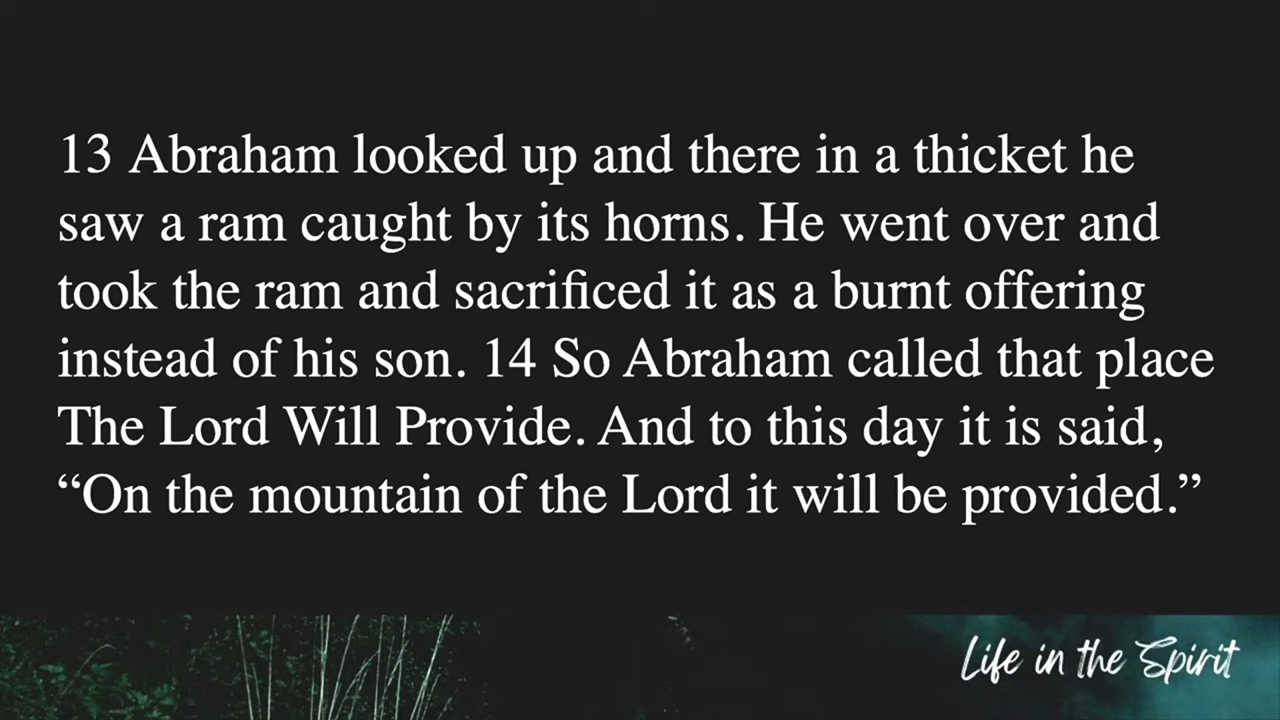 13 Abraham looked up and there in a thicket he
saw a ram caught by its horns. He went over and
took the ram and sacrificed it as a burnt offering
instead of his son. 14 So Abraham called that place
The Lord Will Provide. And to this day it is said,
“On the mountain of the Lord it will be provided.”
Life in the Spirit